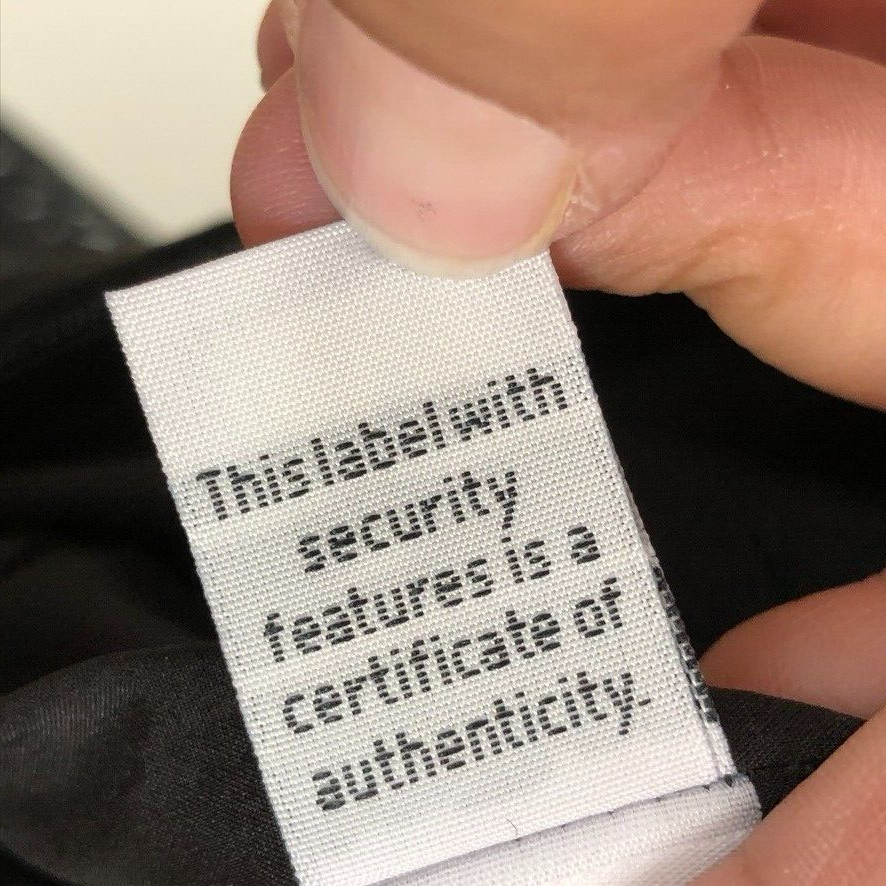 This label with
security
features is a
certificate of
authenticity.